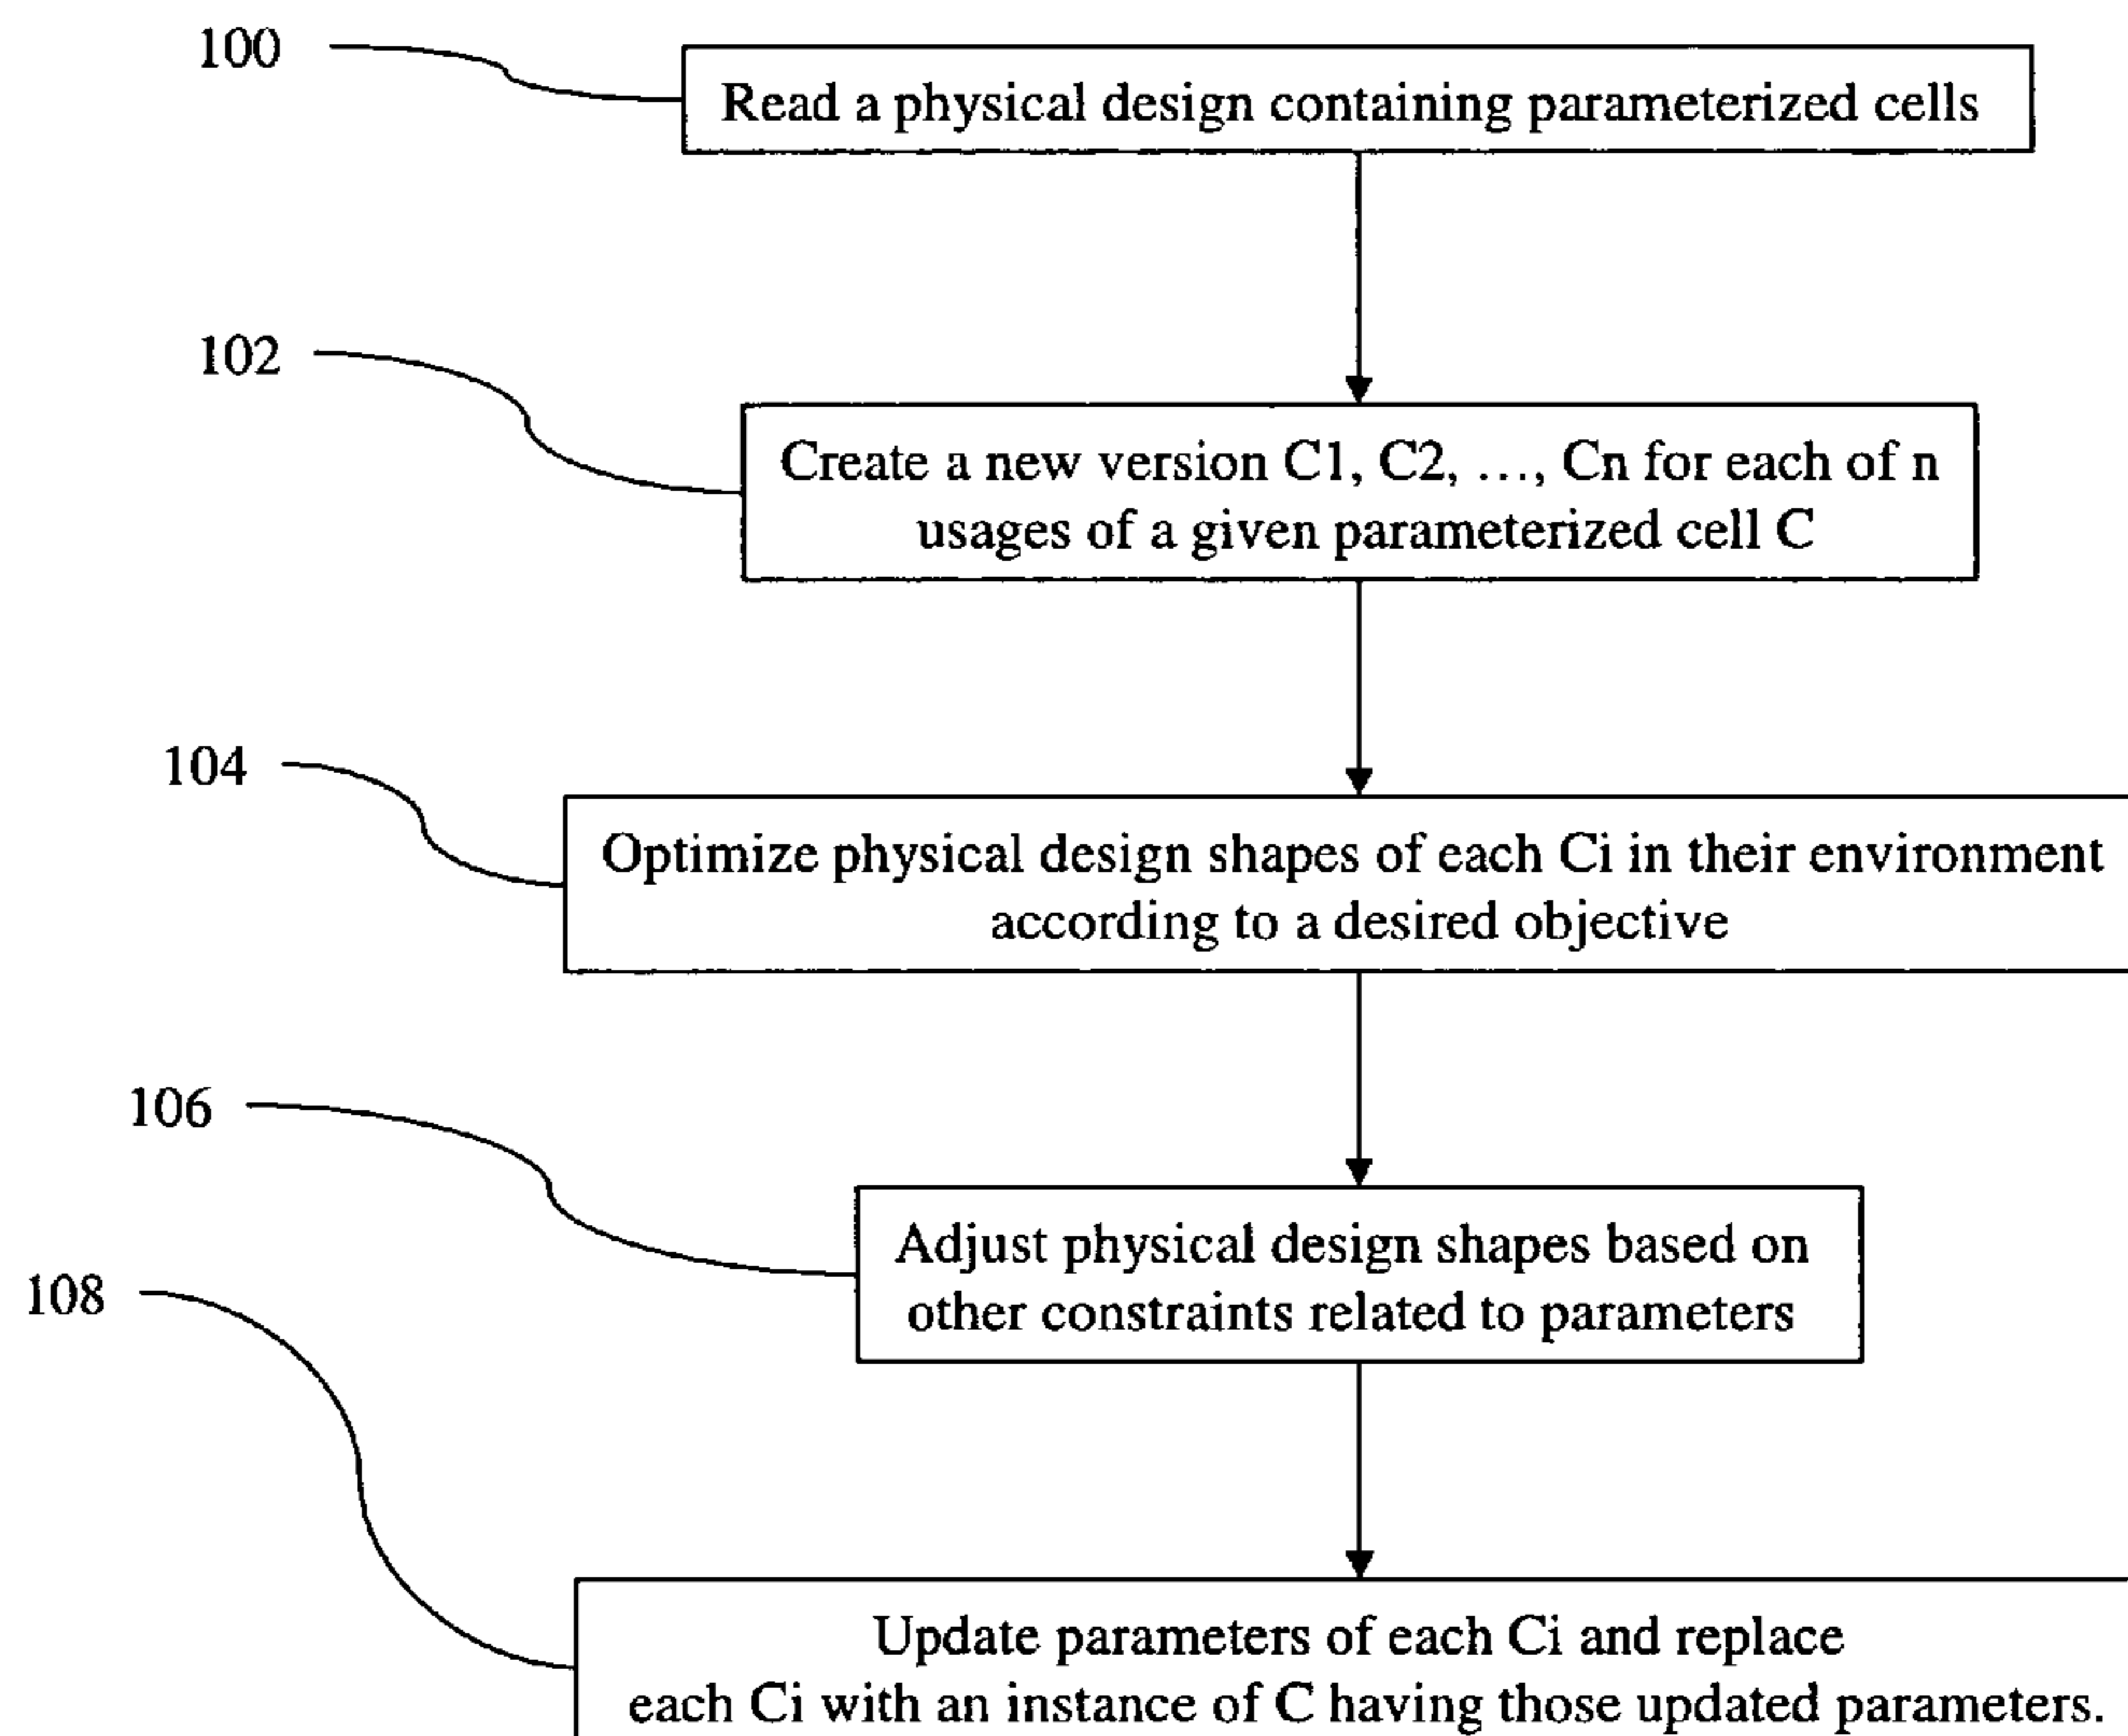 100
Read a physical design containing parameterized cells
102
Create a new version C1, C2, ..., Cn for each of n
usages of a given parameterized cell C
104
Optimize physical design shapes of each Ci in their environment
according to a desired objective
106
Adjust physical design shapes based on
other constraints related to parameters
108
Update parameters of each Ci and replace
each Ci with an instance of C having those updated parameters.